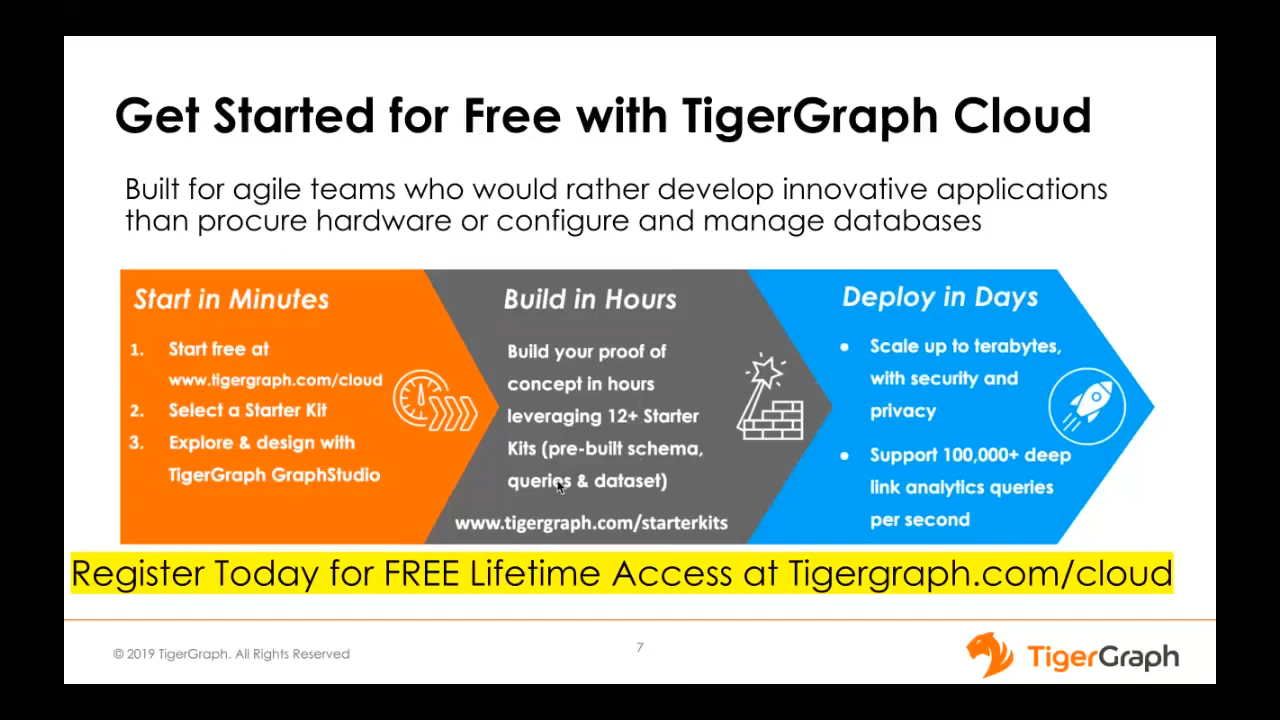 Get Started for Free with TigerGraph Cloud
Built for agile teams who would rather develop innovative applications
than procure hardware or configure and manage databases
Start in Minutes
1. Start free at
www.tigergraph.com/cloud
2. Select a Starter Kit
3. Explore & design with
TigerGraph GraphStudio
Build in Hours
Build your proof of
concept in hours
leveraging 12+ Starter
Kits (pre-built schema,
queries & dataset)
www.tigergraph.com/starterkits
Deploy in Days
● Scale up to terabytes,
with security and
privacy
● Support 100,000+ deep
link analytics queries
per second
Register Today for FREE Lifetime Access at Tigergraph.com/cloud
© 2019 TigerGraph. All Rights Reserved
7
TigerGraph